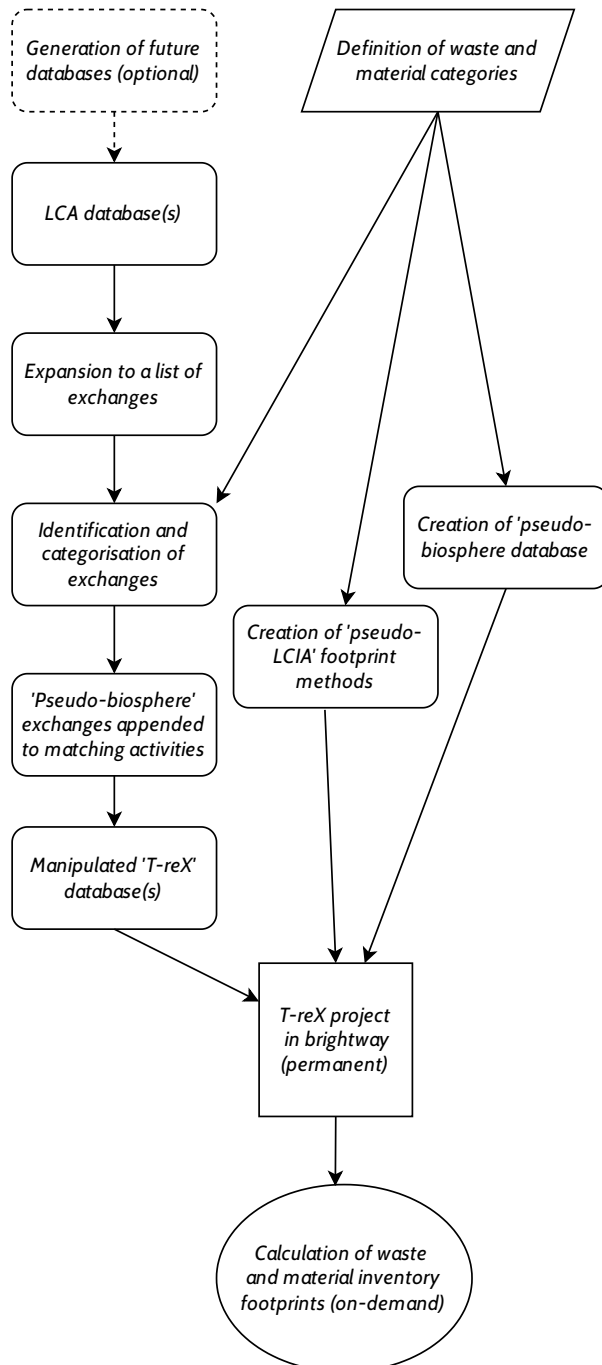 Generation of future
databases (optional)
Definition of waste and
material categories
LCA database(s)
Expansion to a list of
exchanges
Identification and
categorisation of
exchanges
Creation of 'pseudo-
biosphere database
Creation of 'pseudo-
LCIA' footprint
methods
'Pseudo-biosphere'
exchanges appended
to matching activities
Manipulated 'T-reX'
database(s)
T-reX project
in brightway
(permanent)
Calculation of waste
and material inventory
footprints (on-demand)